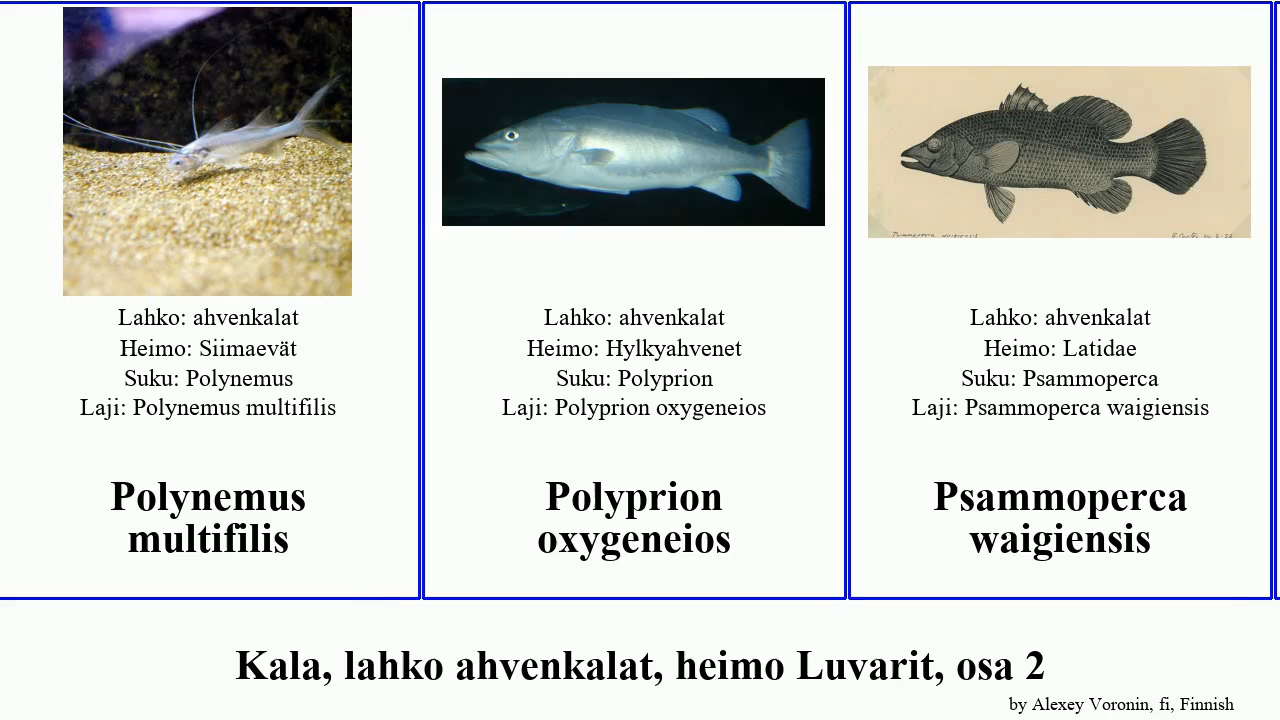 Lahko: ahvenkalat
Heimo: Siimaevät
Suku: Polynemus
Laji: Polynemus multifilis
Polynemus
multifilis
Lahko: ahvenkalat
Heimo: Hylkyahvenet
Suku: Polyprion
Laji: Polyprion oxygeneios
Polyprion
oxygeneios
Psammoperca waigiensis
Lahko: ahvenkalat
Heimo: Latidae
Suku: Psammoperca
Laji: Psammoperca waigiensis
Psammoperca
waigiensis
Kala, lahko ahvenkalat, heimo Luvarit, osa 2
by Alexey Voronin, fi, Finnish